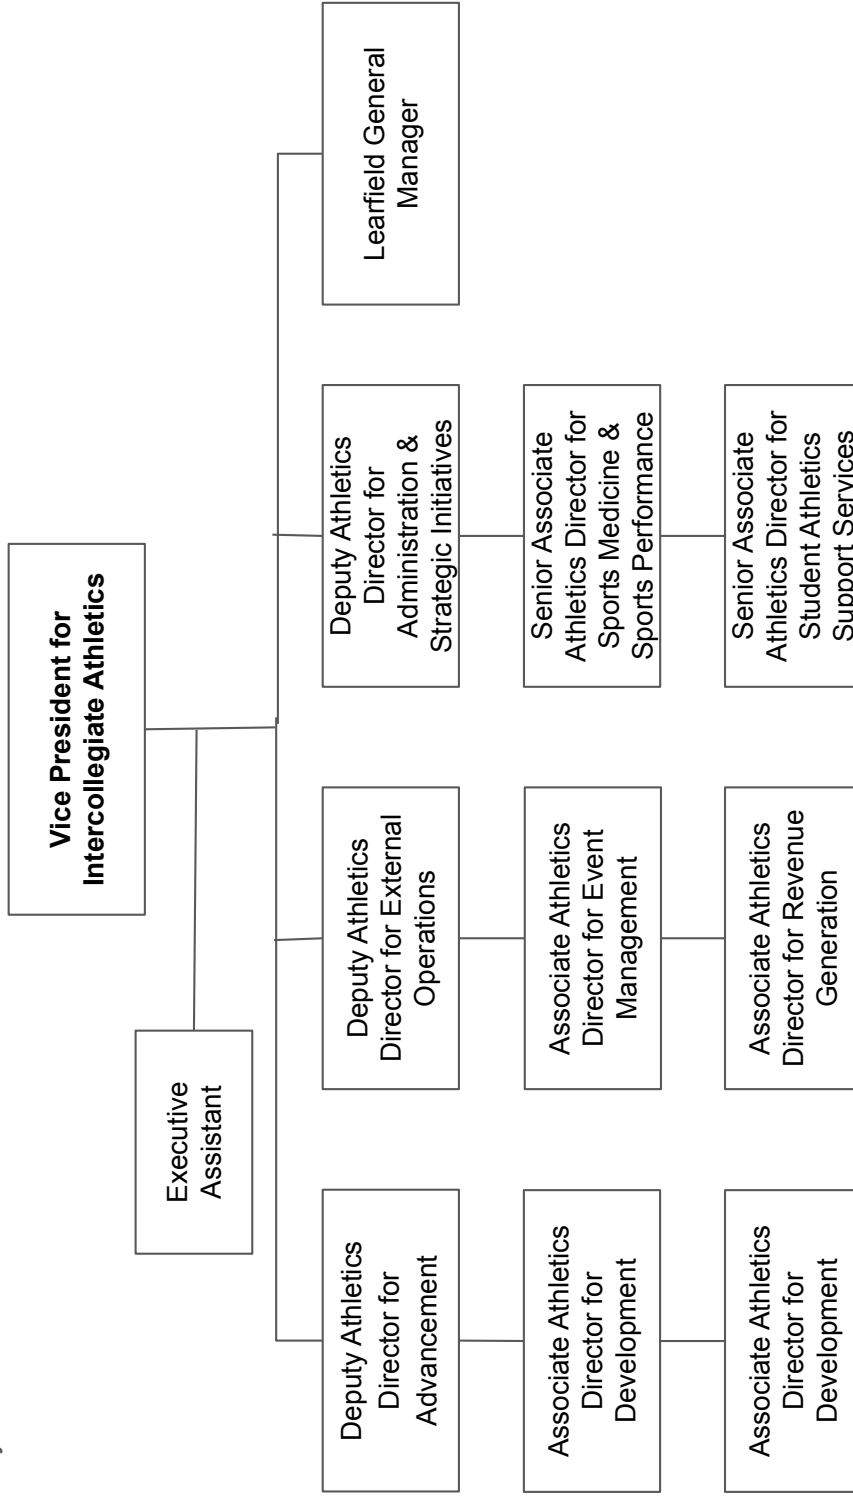 Vice President for
Intercollegiate Athletics
Executive
Assistant
Deputy Athletics
Director for
Advancement
Deputy Athletics
Director for External
Operations
Deputy Athletics
Director for
Administration &
Strategic Initiatives
Learfield General
Manager
Associate Athletics
Director for
Development
Associate Athletics
Director for Event
Management
Senior Associate
Athletics Director for
Sports Medicine &
Sports Performance
Associate Athletics
Director for
Development
Associate Athletics
Director for Revenue
Generation
Senior Associate
Athletics Director for
Student Athletics
Support Services